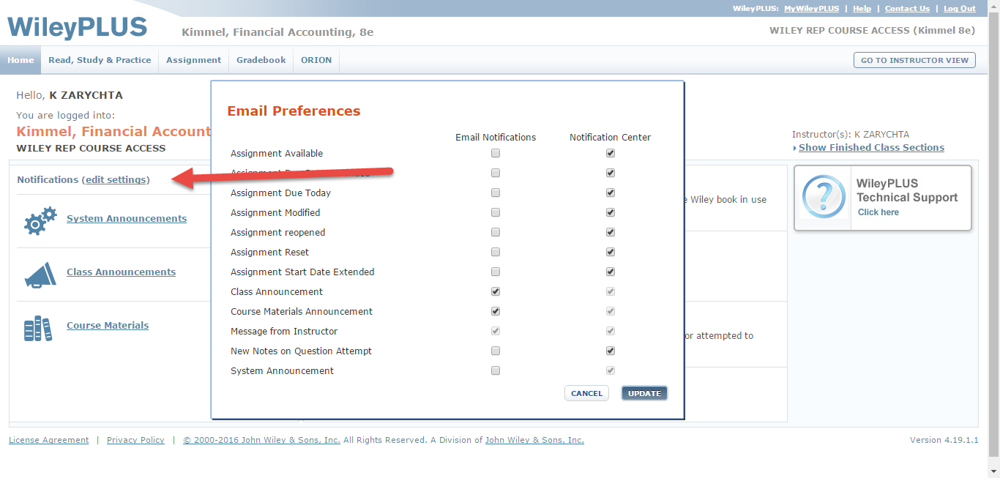 WileyPLUS: MyWileyPLUS | Help | Contact Us | Log Out
WileyPLUS
Kimmel, Financial Accounting, 8e
WILEY REP COURSE ACCESS (Kimmel 8e)
Home Read, Study & Practice Assignment Gradebook ORION
GO TO INSTRUCTOR VIEW
Hello, K ZARYCHTA
You are logged into:
Kimmel, Financial Account
WILEY REP COURSE ACCESS
Notifications (edit settings)
System Announcements
Class Announcements
Course Materials
Email Preferences
Email Notifications Notification Center
Assignment Available
Assignment Due
Assignment Due Today
Assignment Modified
Assignment reopened
Assignment Reset
Assignment Start Date Extended
Class Announcement
Course Materials Announcement
Message from Instructor
New Notes on Question Attempt
System Announcement
CANCEL UPDATE
Wiley book in use
or attempted to
Instructor(s): K ZARYCHTA
Show Finished Class Sections
WileyPLUS
Technical Support
Click here
License Agreement | Privacy Policy | © 2000-2016 John Wiley & Sons, Inc. All Rights Reserved. A Division of John Wiley & Sons, Inc.
Version 4.19.1.1